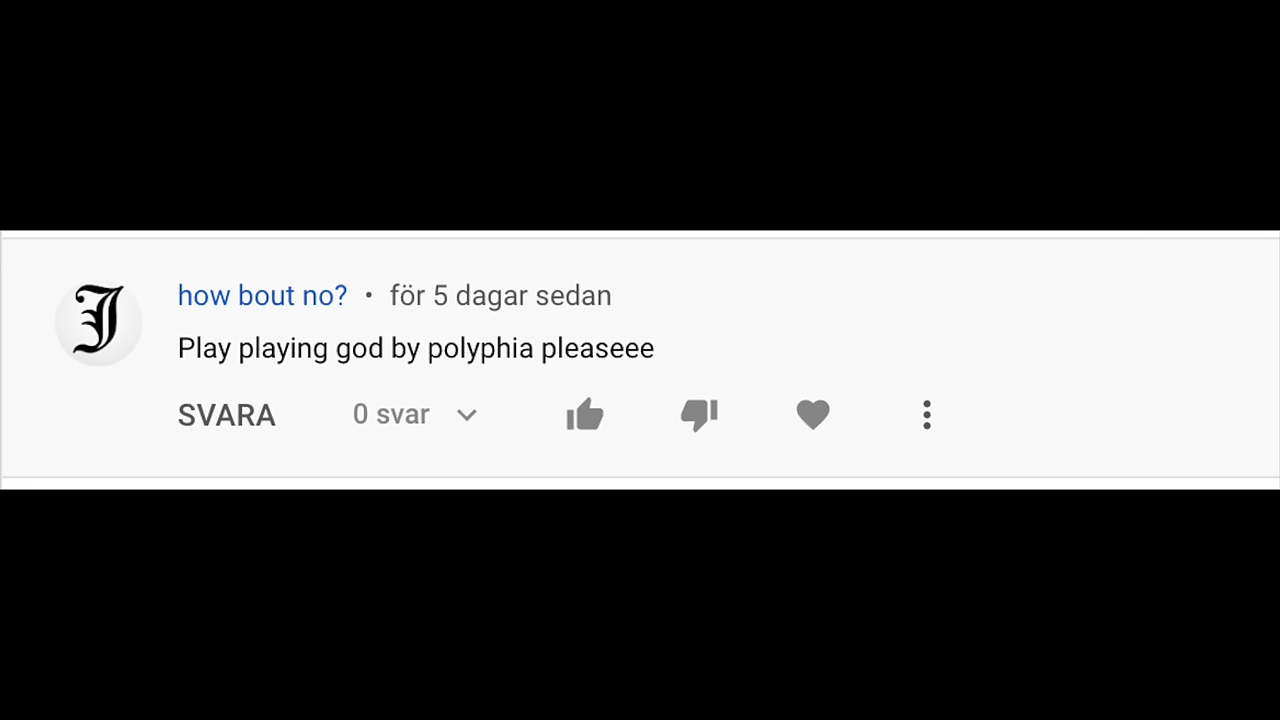 how bout no? • för 5 dagar sedan
Play playing god by polyphia pleaseee
SVARA 0 svar